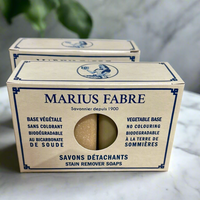 MARIUS FABRE
Savonnier depuis 1900
BASE VÉGÉTALE
SANS COLORANT
BIODÉGRADABLE
AU BICARBONATE
DE SOUDE
VEGETABLE BASE
NO COLOURING
BIODEGRADABLE
À LA TERRE DE
SOMMIÈRES
SAVONS DÉTACHANTS
STAIN REMOVER SOAPS